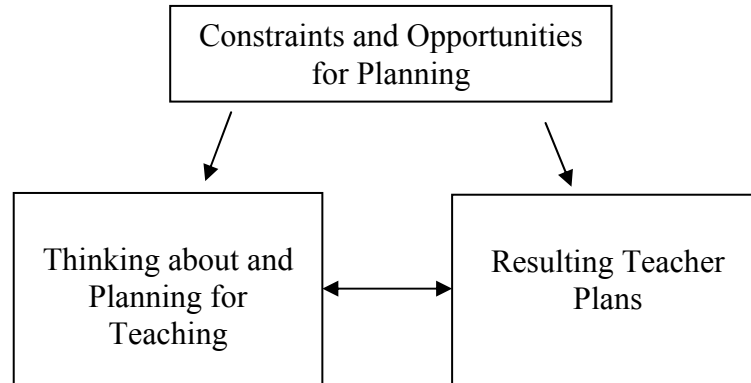 Constraints and Opportunities
for Planning
Thinking about and
Planning for
Teaching
Resulting Teacher
Plans